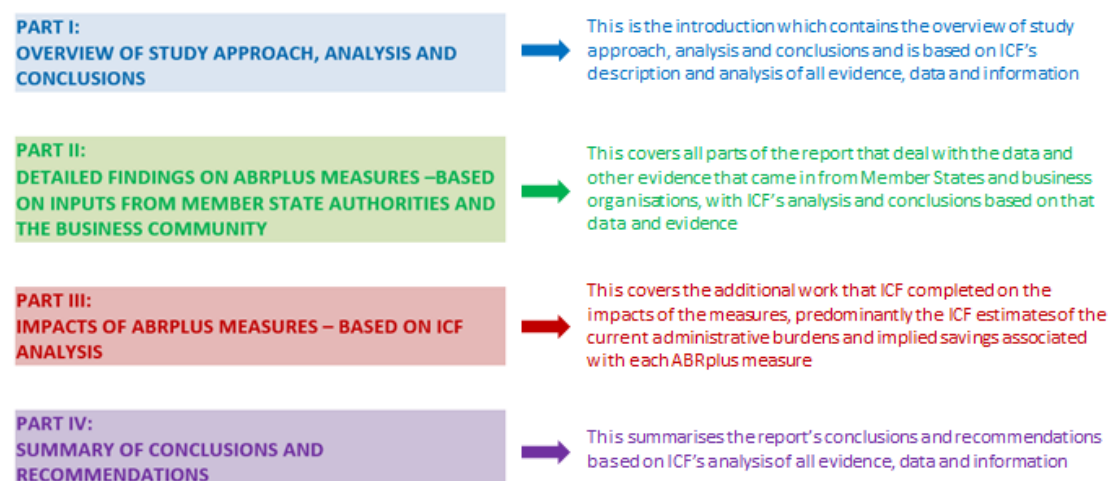 PART I:
OVERVIEW OF STUDY APPROACH, ANALYSIS AND
CONCLUSIONS
This is the introduction which contains the overview of study
approach, analysis and conclusions and is based on ICF's
description and analysis of all evidence, data and information
PART II:
DETAILED FINDINGS ON ABRPLUS MEASURES –BASED
ON INPUTS FROM MEMBER STATE AUTHORITIES AND
THE BUSINESS COMMUNITY
This covers all parts of the report that deal with the data and
other evidence that came in from Member States and business
organisations, with ICF's analysis and conclusions based on that
data and evidence
PART III:
IMPACTS OF ABRPLUS MEASURES – BASED ON ICF
ANALYSIS
This covers the additional work that ICF completed on the
impacts of the measures, predominantly the ICF estimates of the
current administrative burdens and implied savings associated
with each ABRplus measure
PART IV:
SUMMARY OF CONCLUSIONS AND
RECOMMENDATIONS
This summarises the report's conclusions and recommendations
based on ICF's analysis of all evidence, data and information